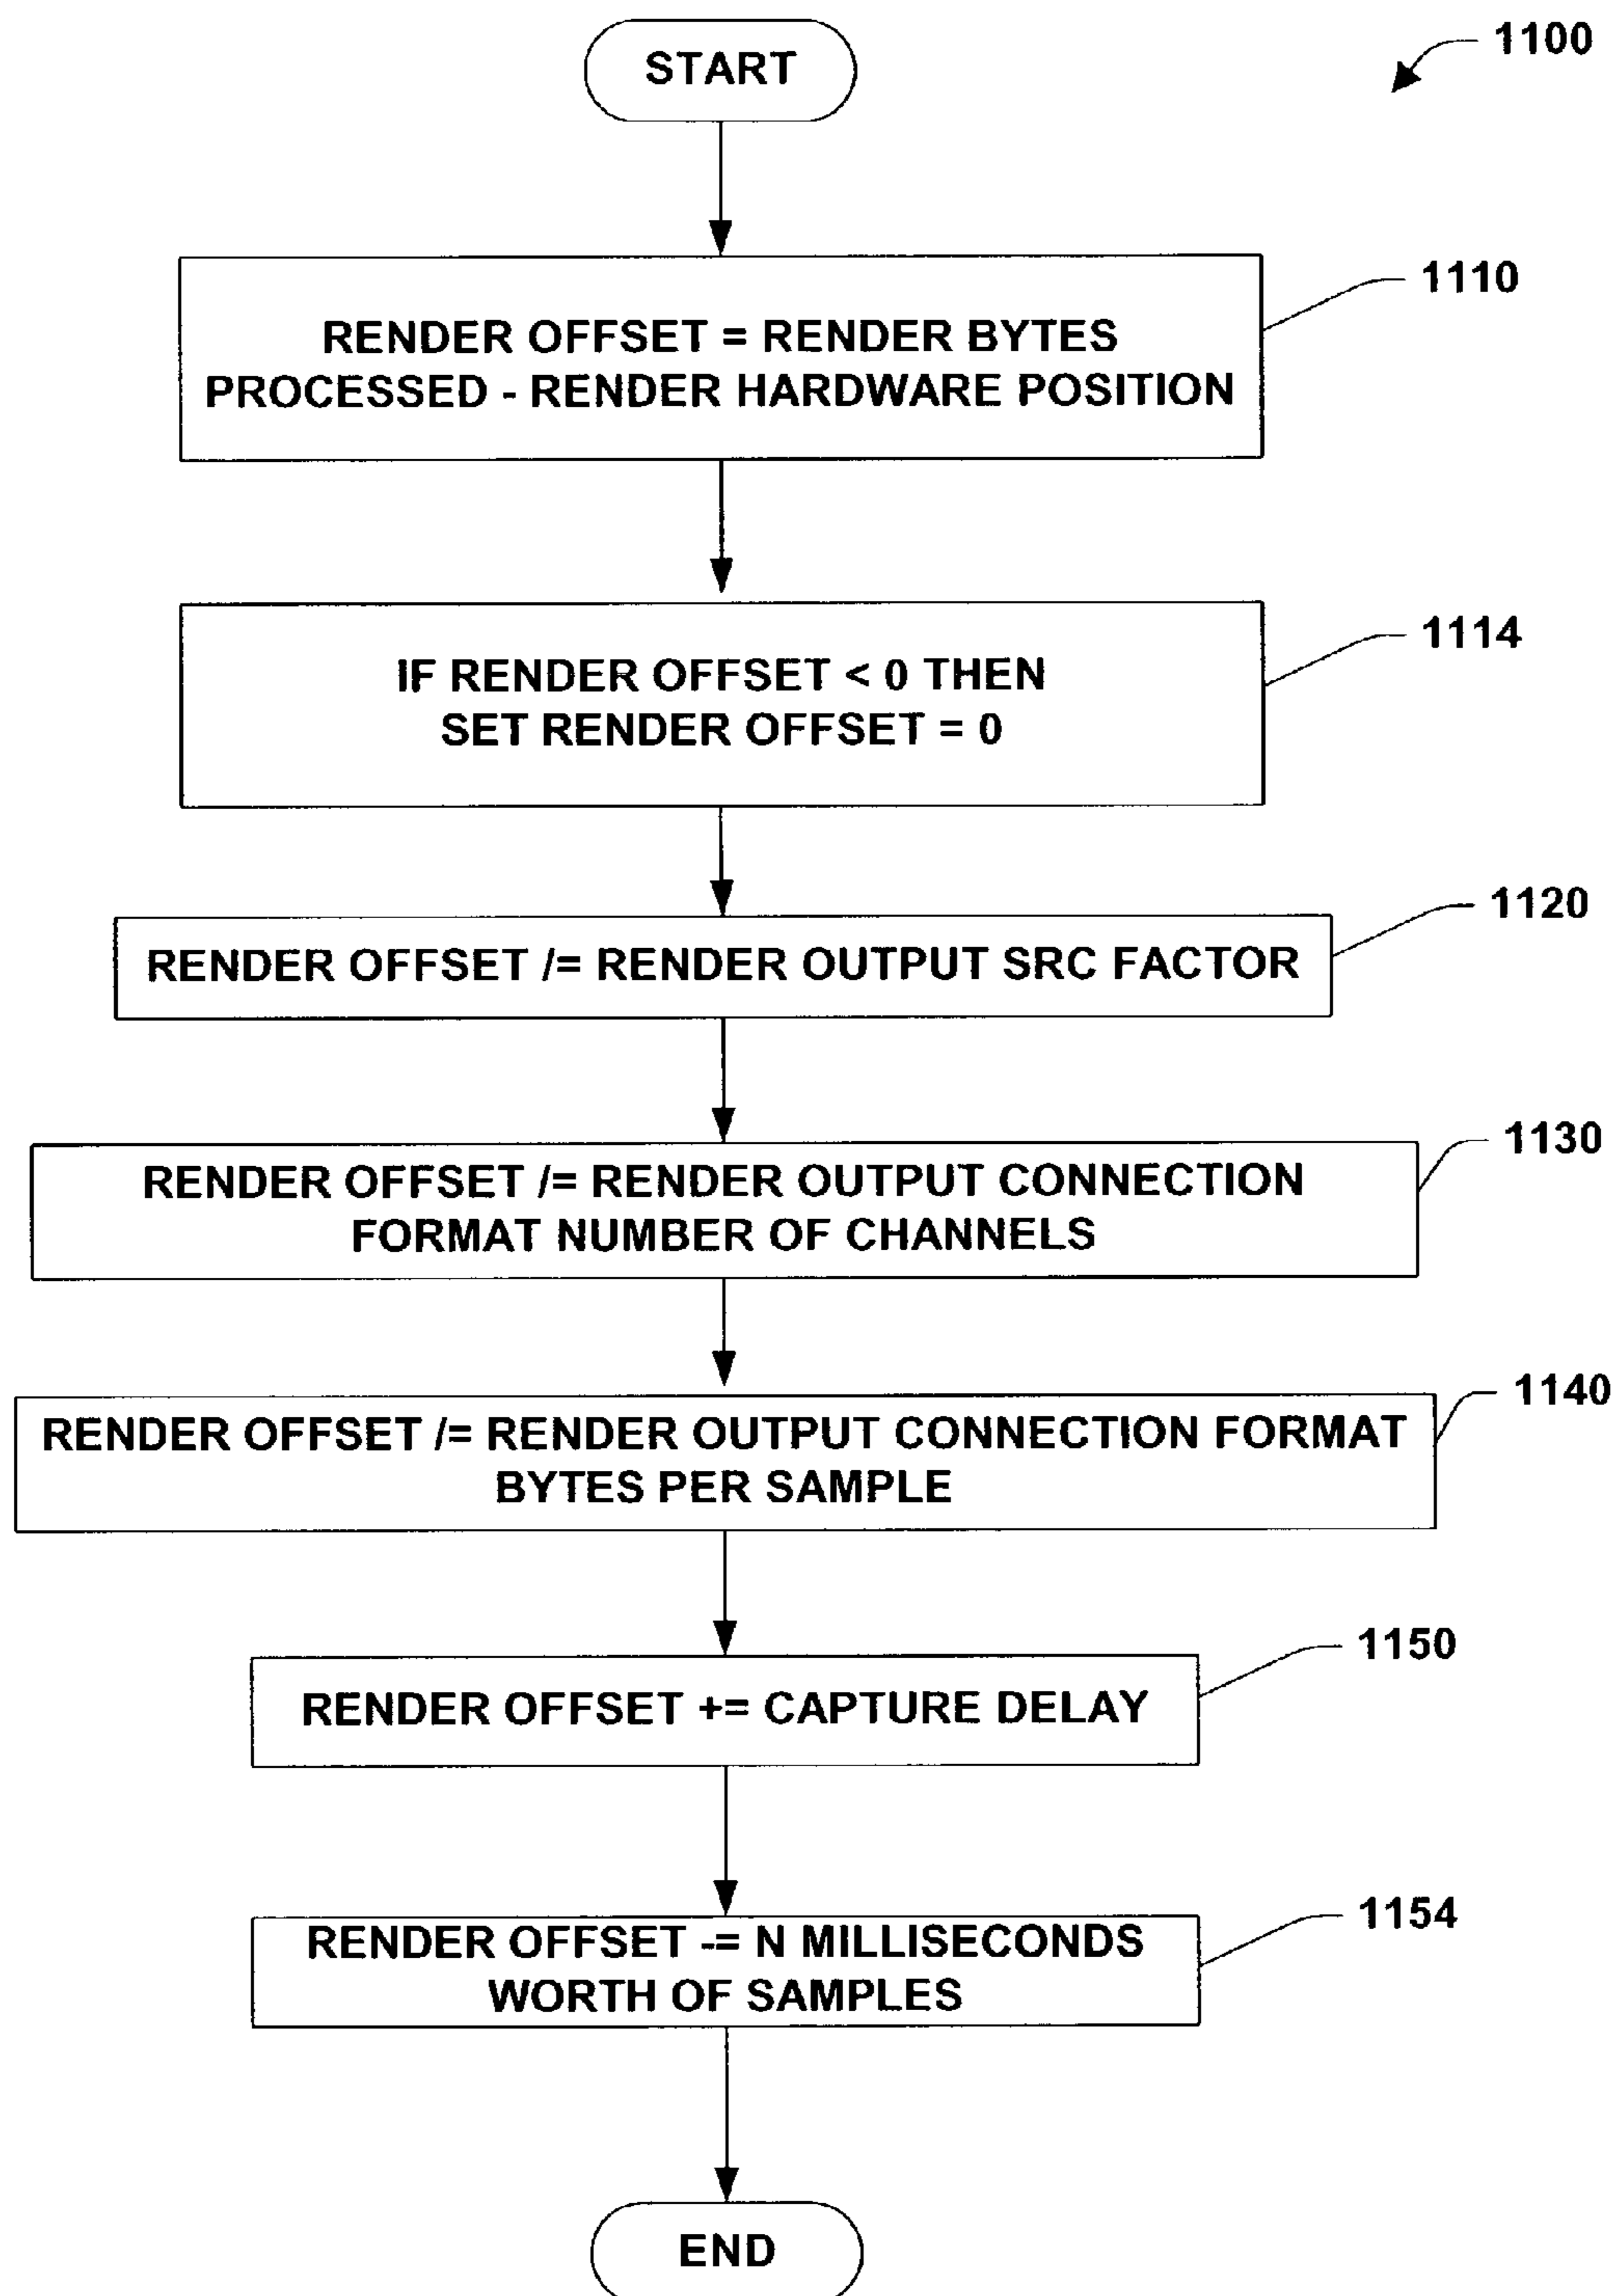 START
1100
1110
RENDER OFFSET = RENDER BYTES
PROCESSED - RENDER HARDWARE POSITION
1114
IF RENDER OFFSET < 0 THEN
SET RENDER OFFSET = 0
1120
RENDER OFFSET /= RENDER OUTPUT SRC FACTOR
1130
RENDER OFFSET /= RENDER OUTPUT CONNECTION
FORMAT NUMBER OF CHANNELS
1140
RENDER OFFSET /= RENDER OUTPUT CONNECTION FORMAT
BYTES PER SAMPLE
1150
RENDER OFFSET += CAPTURE DELAY
1154
RENDER OFFSET -= N MILLISECONDS
WORTH OF SAMPLES
END